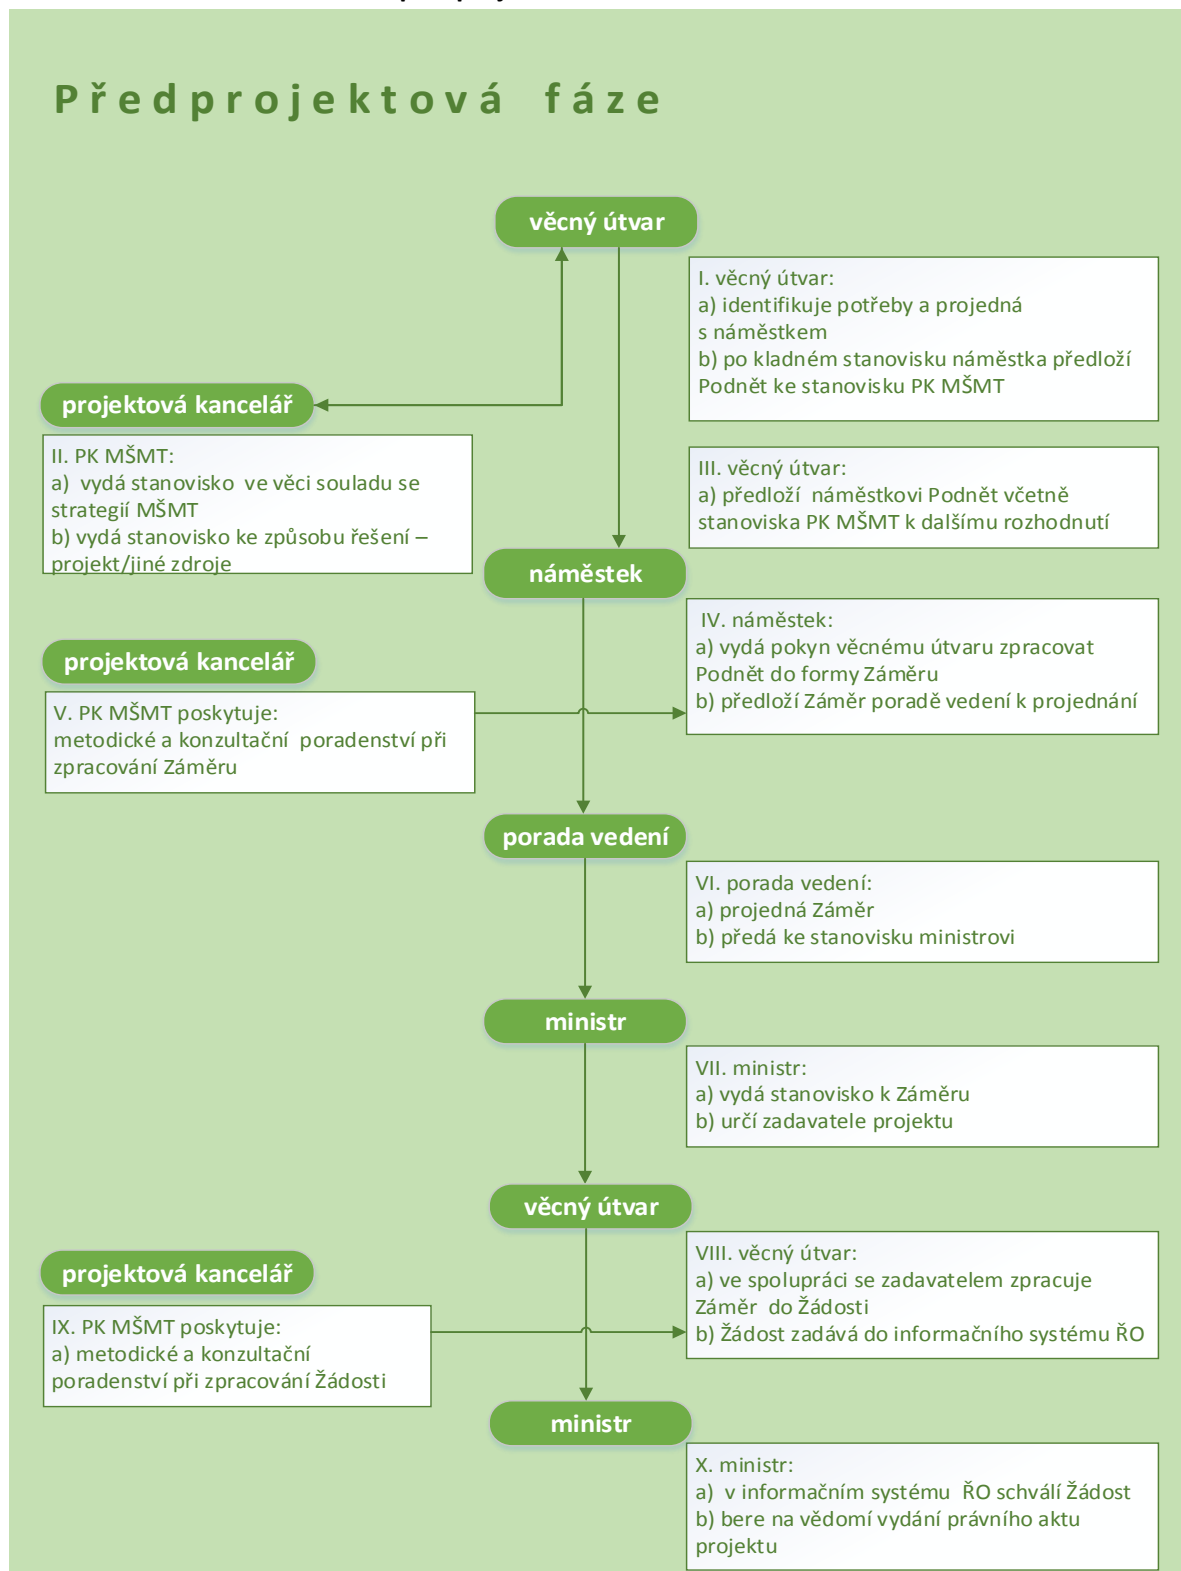 Předprojektová fáze
věcný útvar
I. věcný útvar:
a) identifikuje potřeby a projedná
s náměstkem
b) po kladném stanovisku náměstka předloží
Podnět ke stanovisku PK MŠMT
projektová kancelář
II. PK MŠMT:
a) vydá stanovisko ve věci souladu se
strategií MŠMT
b) vydá stanovisko ke způsobu řešení –
projekt/jiné zdroje
III. věcný útvar:
a) předloží náměstkovi Podnět včetně
stanoviska PK MŠMT k dalšímu rozhodnutí
náměstek
IV. náměstek:
a) vydá pokyn věcnému útvaru zpracovat
Podnět do formy Záměru
b) předloží Záměr poradě vedení k projednání
projektová kancelář
V. PK MŠMT poskytuje:
metodické a konzultační poradenství při
zpracování Záměru
porada vedení
VI. porada vedení:
a) projedná Záměr
b) předá ke stanovisku ministrovi
ministr
VII. ministr:
a) vydá stanovisko k Záměru
b) určí zadavatele projektu
věcný útvar
VIII. věcný útvar:
a) ve spolupráci se zadavatelem zpracuje
Záměr do Žádosti
b) Žádost zadává do informačního systému ŘO
projektová kancelář
IX. PK MŠMT poskytuje:
a) metodické a konzultační
poradenství při zpracování Žádosti
ministr
X. ministr:
a) v informačním systému ŘO schválí Žádost
b) bere na vědomí vydání právního aktu
projektu